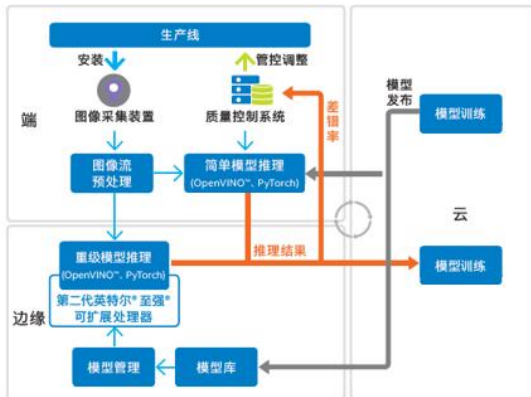 生产线
安装
管控调整
图像采集装置
质量控制系统
端
差错率
模型
发布
模型训练
图像流
预处理
简单模型推理
(OpenVINO™、PyTorch)
云
重级模型推理
(OpenVINO™、PyTorch)
推理结果
模型训练
第二代英特尔® 至强®
可扩展处理器
边缘
模型管理
模型库